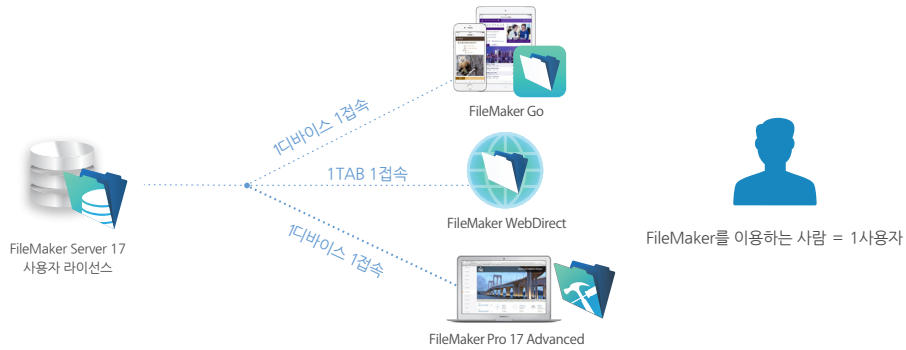 1디바이스 1접속
FileMaker Go
1TAB 1접속
FileMaker WebDirect
FileMaker Server 17
사용자 라이선스
1디바이스 1접속
FileMaker Pro 17 Advanced
FileMaker를 이용하는 사람 = 1사용자